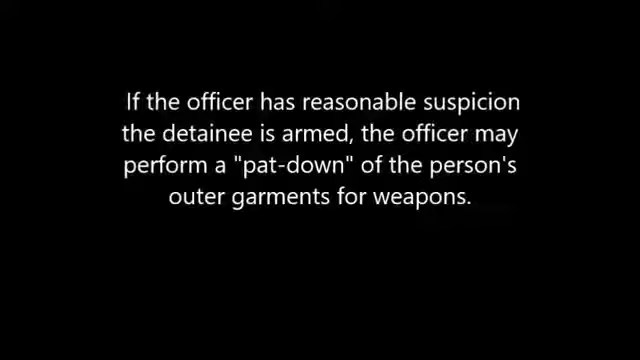 If the officer has reasonable suspicion
the detainee is armed, the officer may
perform a "pat-down" of the person's
outer garments for weapons.